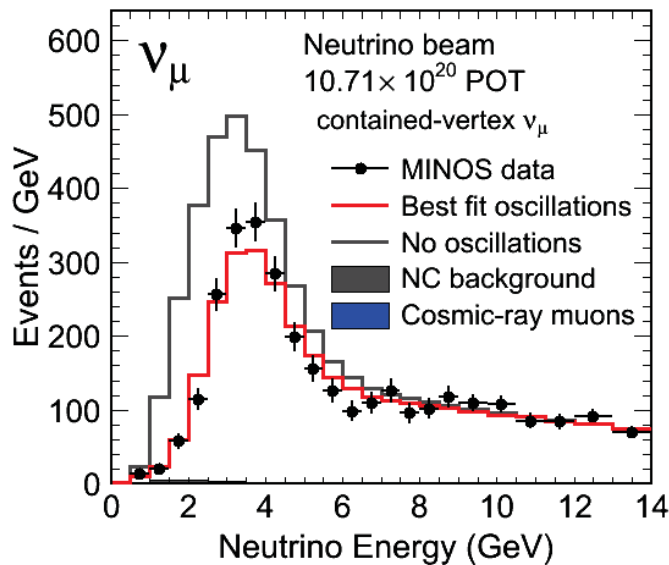 600
500
400
300
200
100
0
Events / GeV
ν_μ
Neutrino beam
10.71× 10²⁰ POT
contained-vertex ν_μ
MINOS data
Best fit oscillations
No oscillations
NC background
Cosmic-ray muons
0 2 4 6 8 10 12 14
Neutrino Energy (GeV)